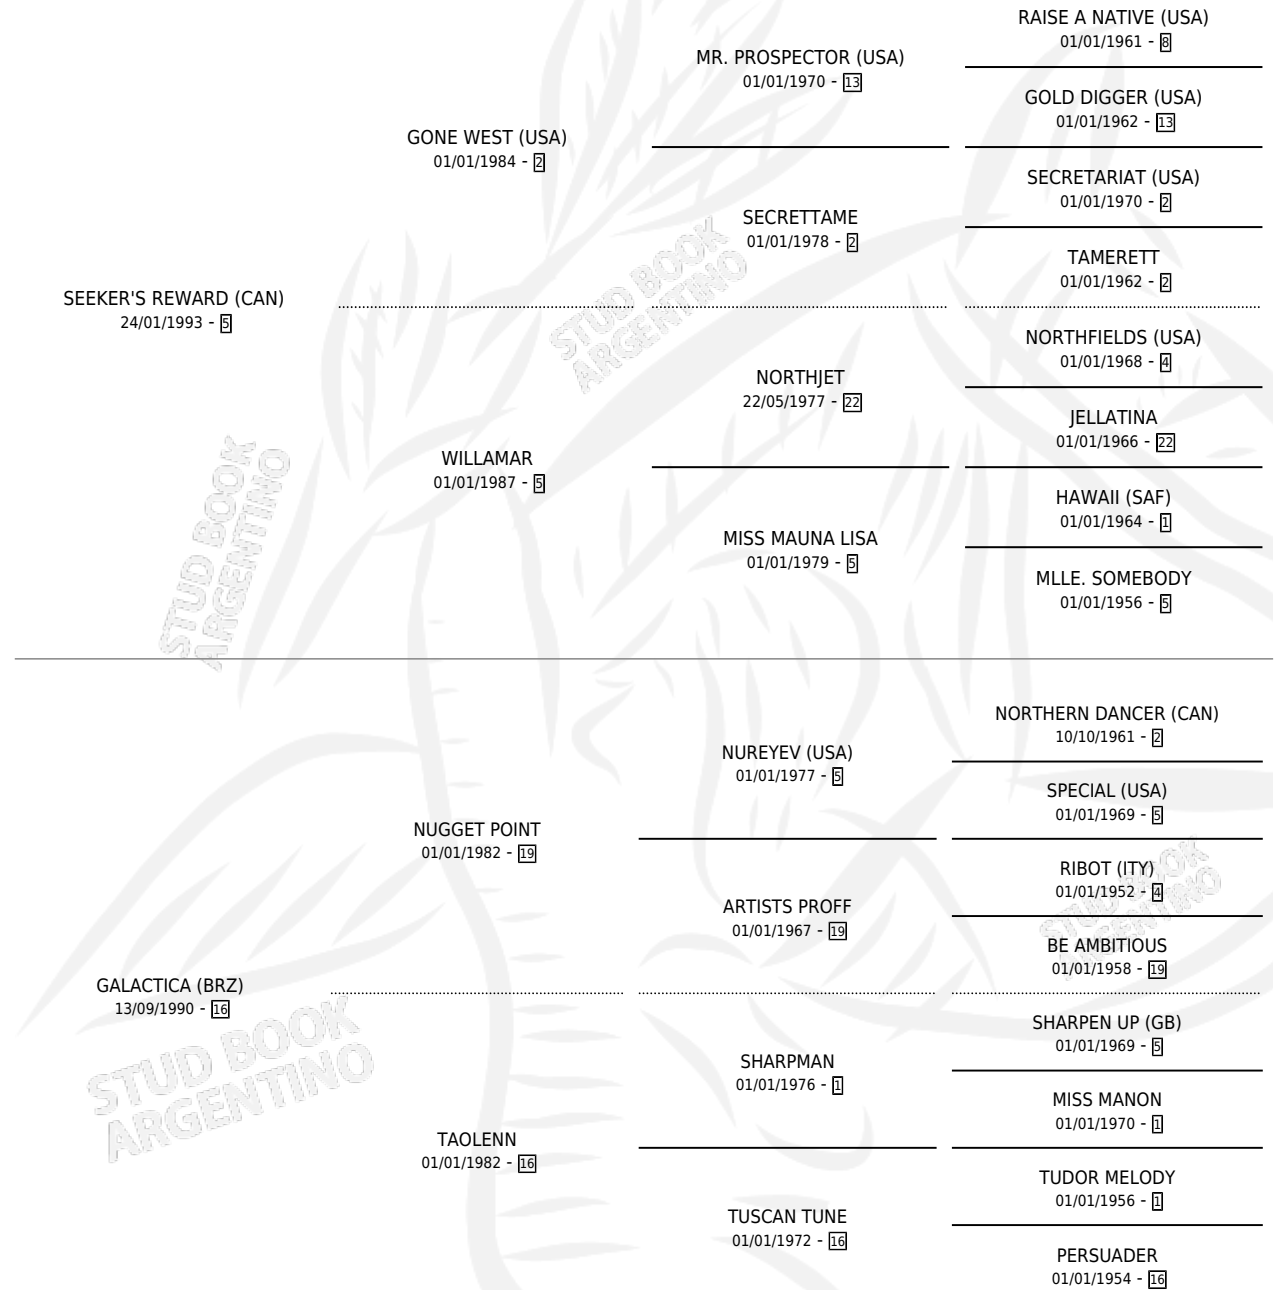 RAISE A NATIVE (USA)
01/01/1961 - 8
MR. PROSPECTOR (USA)
01/01/1970 - 13
GOLD DIGGER (USA)
01/01/1962 - 13
GONE WEST (USA)
01/01/1984 - 2
SECRETARIAT (USA)
01/01/1970 - 2
SECRETTAME
01/01/1978 - 2
TAMERETT
01/01/1962 - 2
SEEKER'S REWARD (CAN)
24/01/1993 - 5
STUD BOOK
ARGENTINO
NORTHFIELDS (USA)
01/01/1968 - 4
NORTHJET
22/05/1977 - 22
JELLATINA
01/01/1966 - 22
WILLAMAR
01/01/1987 - 5
HAWAII (SAF)
01/01/1964 - 1
MISS MAUNA LISA
01/01/1979 - 5
MLLE. SOMEBODY
01/01/1956 - 5
STUD BOOK
ARGENTINO
NORTHERN DANCER (CAN)
10/10/1961 - 2
NUREYEV (USA)
01/01/1977 - 5
SPECIAL (USA)
01/01/1969 - 5
NUGGET POINT
01/01/1982 - 19
RIBOT (ITY)
01/01/1952 - 4
ARTISTS PROFF
01/01/1967 - 19
BE AMBITIOUS
01/01/1958 - 19
STUD BOOK
ARGENTINO
GALACTICA (BRZ)
13/09/1990 - 16
SHARPEN UP (GB)
01/01/1969 - 5
SHARPMAN
01/01/1976 - 1
MISS MANON
01/01/1970 - 1
STUD BOOK
ARGENTINO
TAOLENN
01/01/1982 - 16
TUDOR MELODY
01/01/1956 - 1
TUSCAN TUNE
01/01/1972 - 16
PERSUADER
01/01/1954 - 16